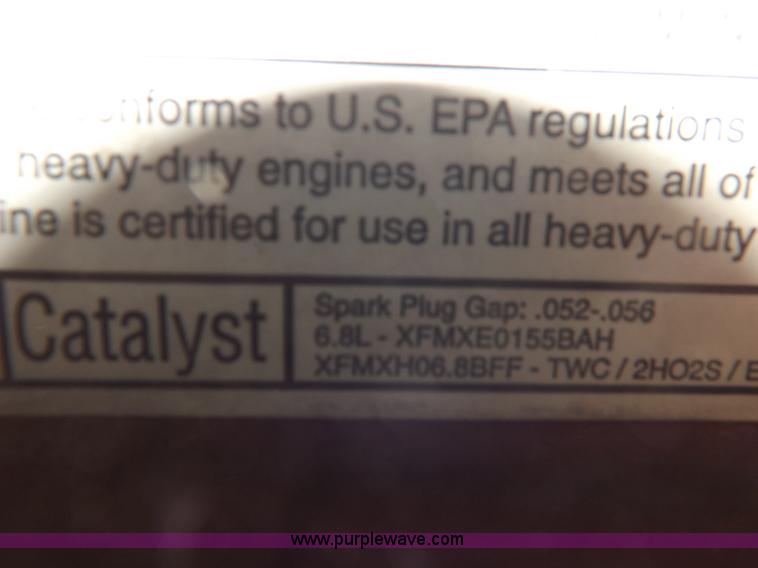 conforms to U.S. EPA regulations
heavy-duty engines, and meets all of
ine is certified for use in all heavy-duty
Catalyst
Spark Plug Gap: .052-.056
6.8L - XFMXE0155BAH
XFMXH06.8BFF - TWC / 2HO2S / E
www.purplewave.com